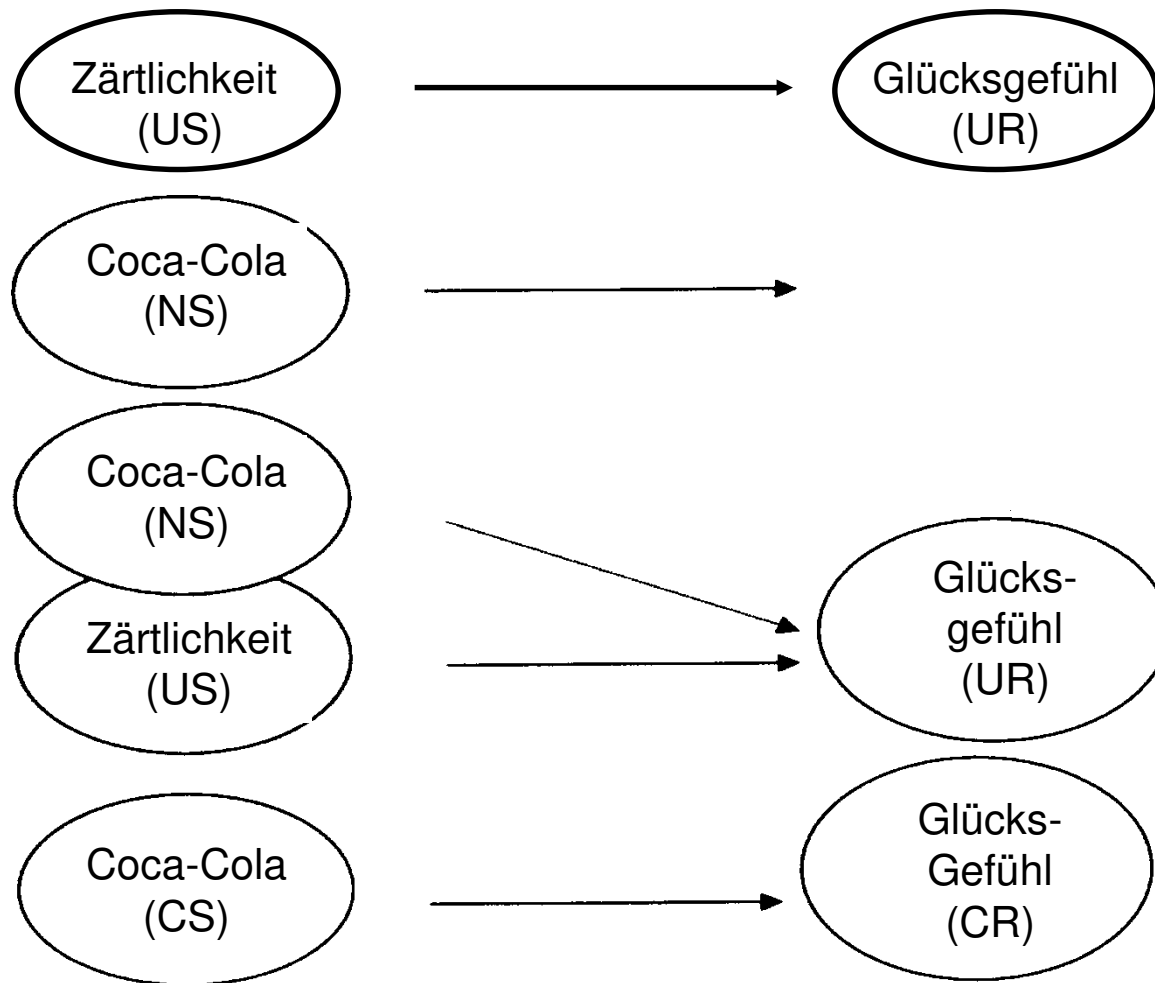 Zärtlichkeit
(US)
Glücksgefühl
(UR)
Coca-Cola
(NS)
Coca-Cola
(NS)
Zärtlichkeit
(US)
Glücks-
gefühl
(UR)
Coca-Cola
(CS)
Glücks-
Gefühl
(CR)